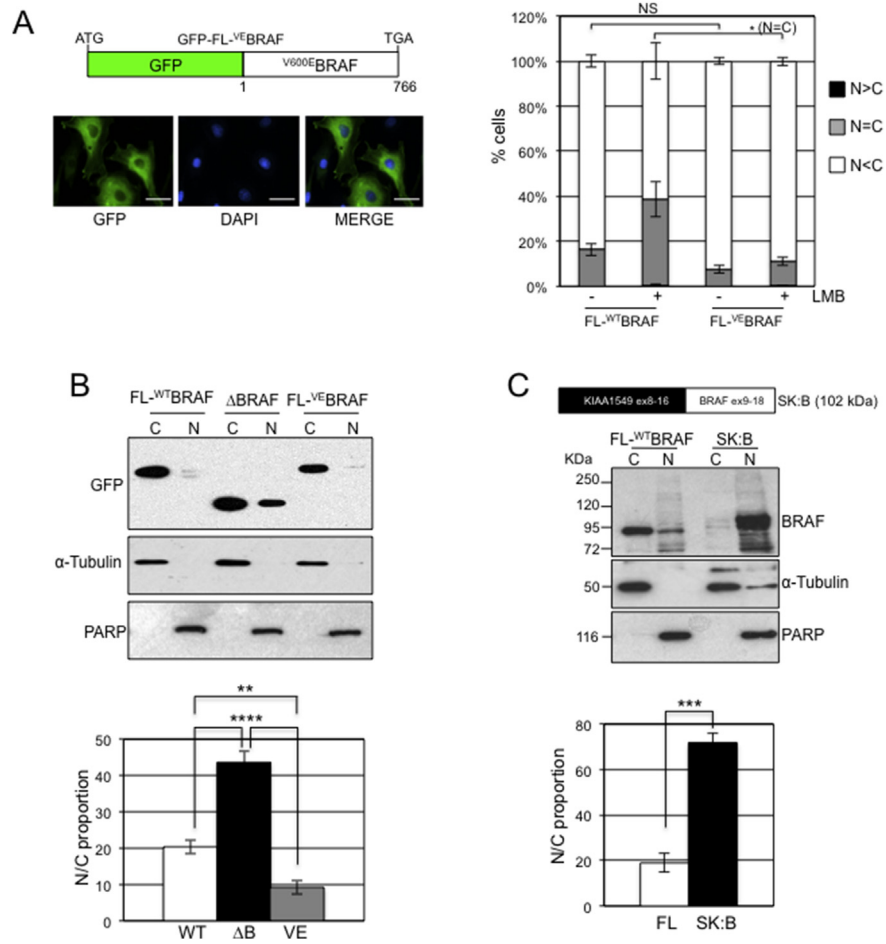 A
ATG GFP-FL-VEBRAF TGA
GFP V600EBRAF
1 766
GFP DAPI MERGE
NS
* (N=C)
120%
100%
80%
60%
40%
20%
0%
% cells
N>C
N=C
N<C
- + - + LMB
FL-WTBRAF FL-VEBRAF
B
FL-WTBRAF ΔBRAF FL-VEBRAF
C N C N C N
GFP
α-Tubulin
PARP
**
****
50
40
30
20
10
0
N/C proportion
WT ΔB VE
C
KIAA1549 ex8-16 BRAF ex9-18 SK:B (102 kDa)
FL-WTBRAF SK:B
KDa C N C N
250
120
95 BRAF
72
50 α-Tubulin
116 PARP
***
80
60
40
20
0
N/C proportion
FL SK:B